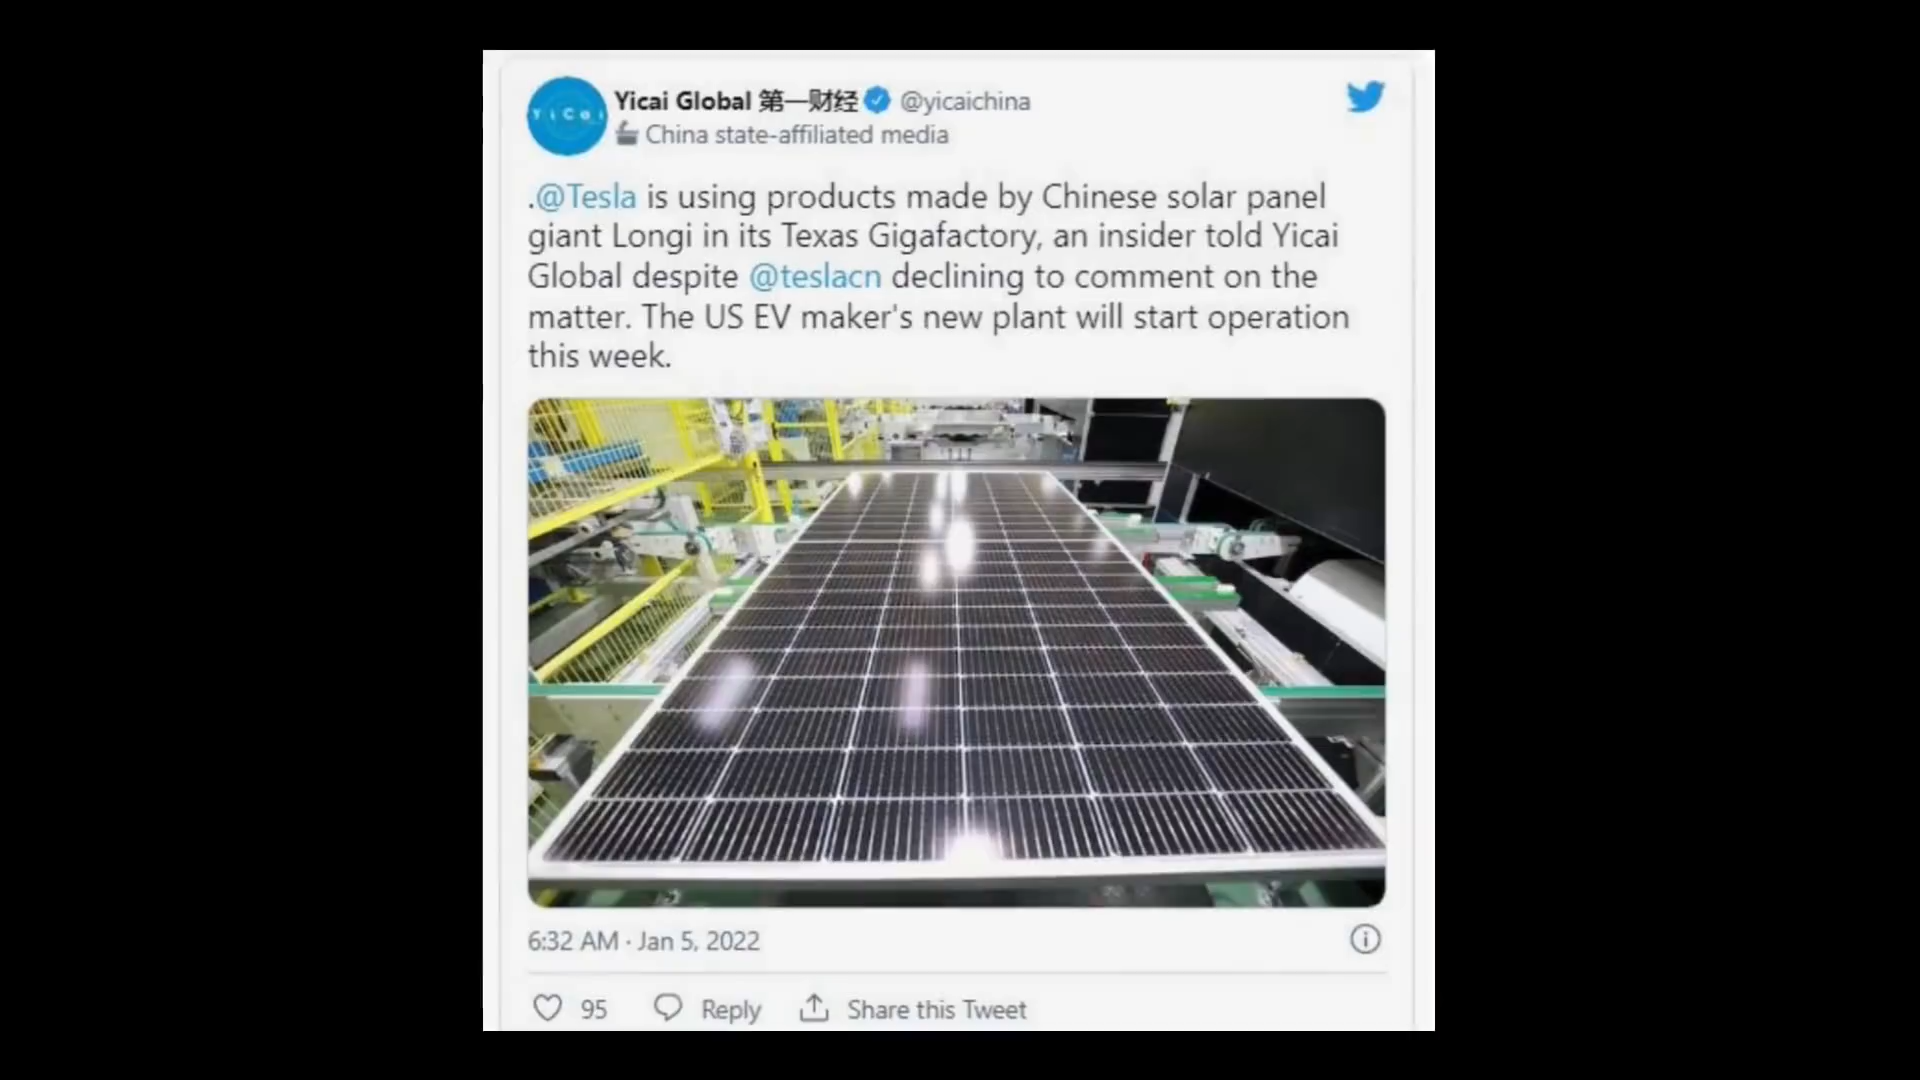 YiCai
Yicai Global 第一财经 @yicaichina
China state-affiliated media
.@Tesla is using products made by Chinese solar panel
giant Longi in its Texas Gigafactory, an insider told Yicai
Global despite @teslacn declining to comment on the
matter. The US EV maker's new plant will start operation
this week.
6:32 AM · Jan 5, 2022
95 Reply Share this Tweet